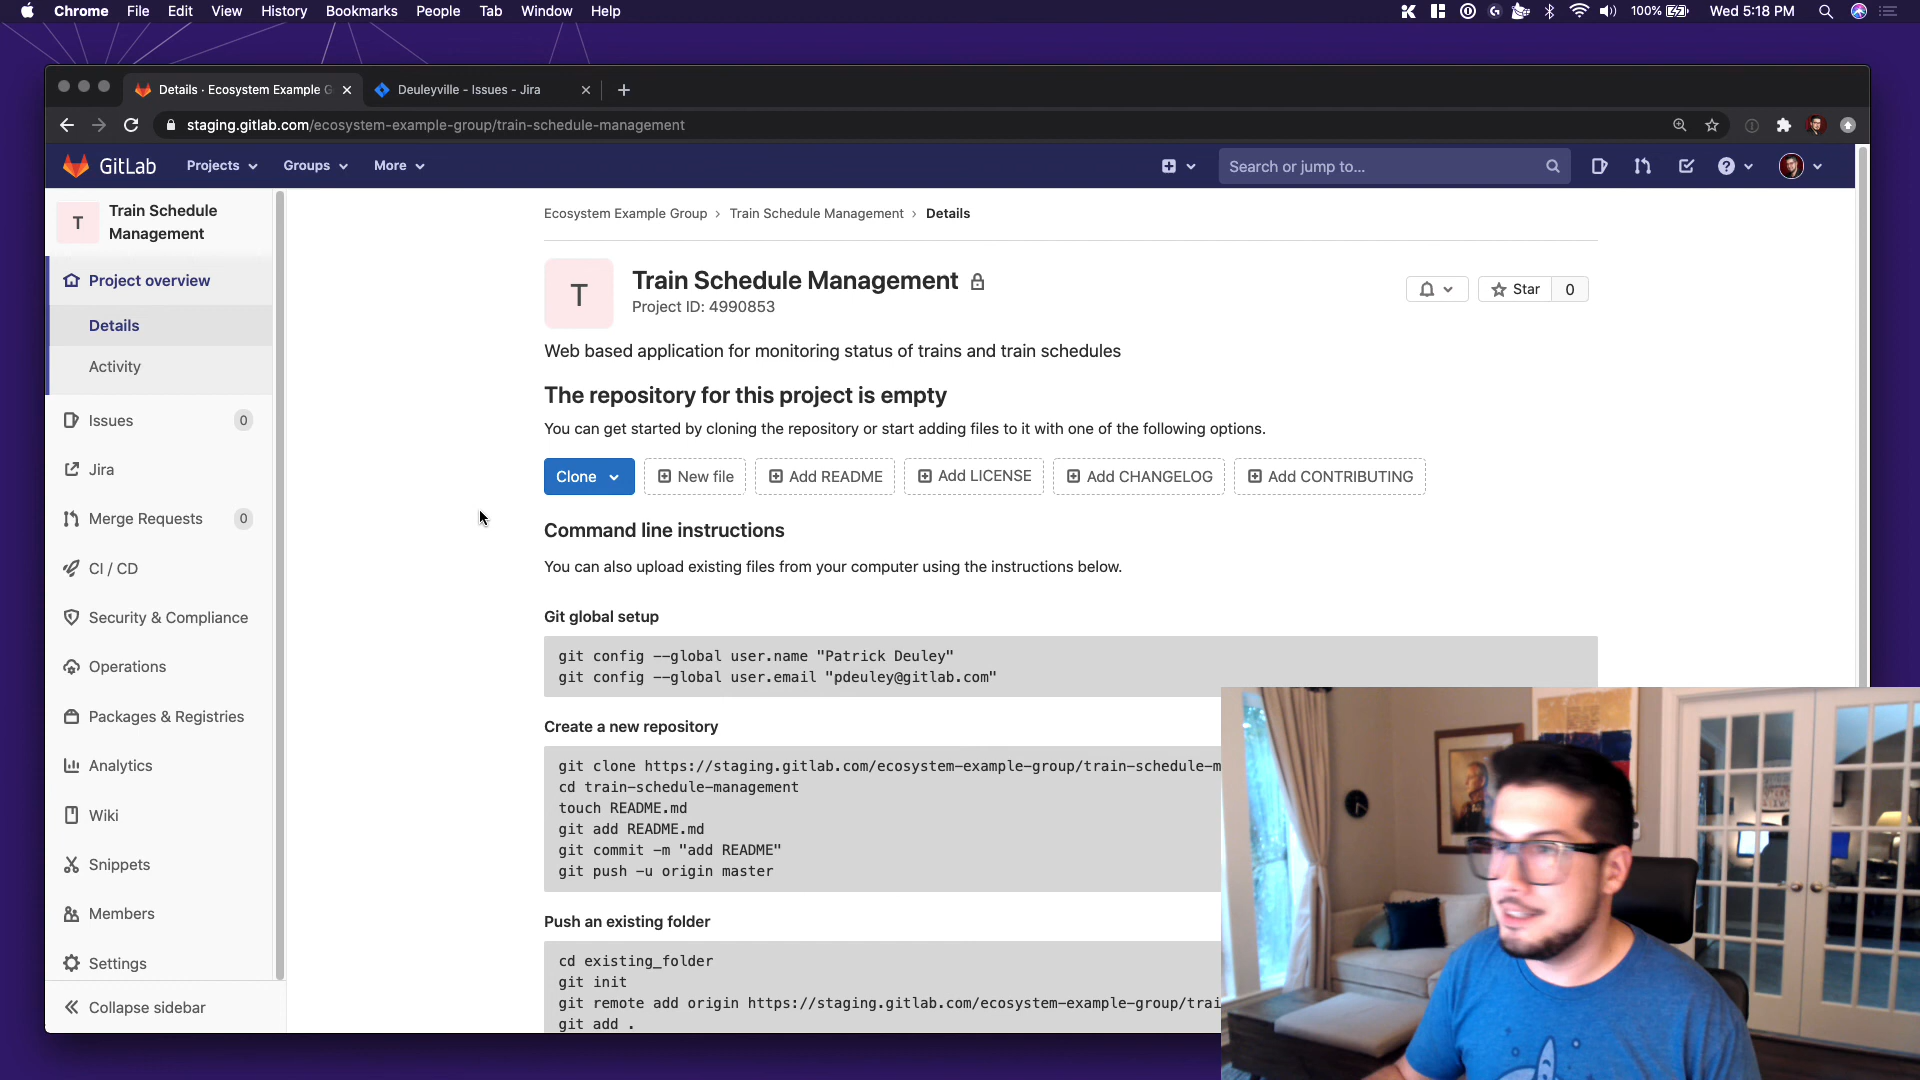 Chrome File Edit View History Bookmarks People Tab Window Help
100% Wed 5:18 PM
Details · Ecosystem Example G
Deuleyville - Issues - Jira
staging.gitlab.com/ecosystem-example-group/train-schedule-management
GitLab Projects Groups More
Search or jump to...
T
Train Schedule
Management
Project overview
Details
Activity
Issues 0
Jira
Merge Requests 0
CI / CD
Security & Compliance
Operations
Packages & Registries
Analytics
Wiki
Snippets
Members
Settings
Collapse sidebar
Ecosystem Example Group › Train Schedule Management › Details
T
Train Schedule Management
Project ID: 4990853
Star 0
Web based application for monitoring status of trains and train schedules
The repository for this project is empty
You can get started by cloning the repository or start adding files to it with one of the following options.
Clone New file Add README Add LICENSE Add CHANGELOG Add CONTRIBUTING
Command line instructions
You can also upload existing files from your computer using the instructions below.
Git global setup
git config --global user.name "Patrick Deuley"
git config --global user.email "pdeuley@gitlab.com"
Create a new repository
git clone https://staging.gitlab.com/ecosystem-example-group/train-schedule-m
cd train-schedule-management
touch README.md
git add README.md
git commit -m "add README"
git push -u origin master
Push an existing folder
cd existing_folder
git init
git remote add origin https://staging.gitlab.com/ecosystem-example-group/trai
git add .